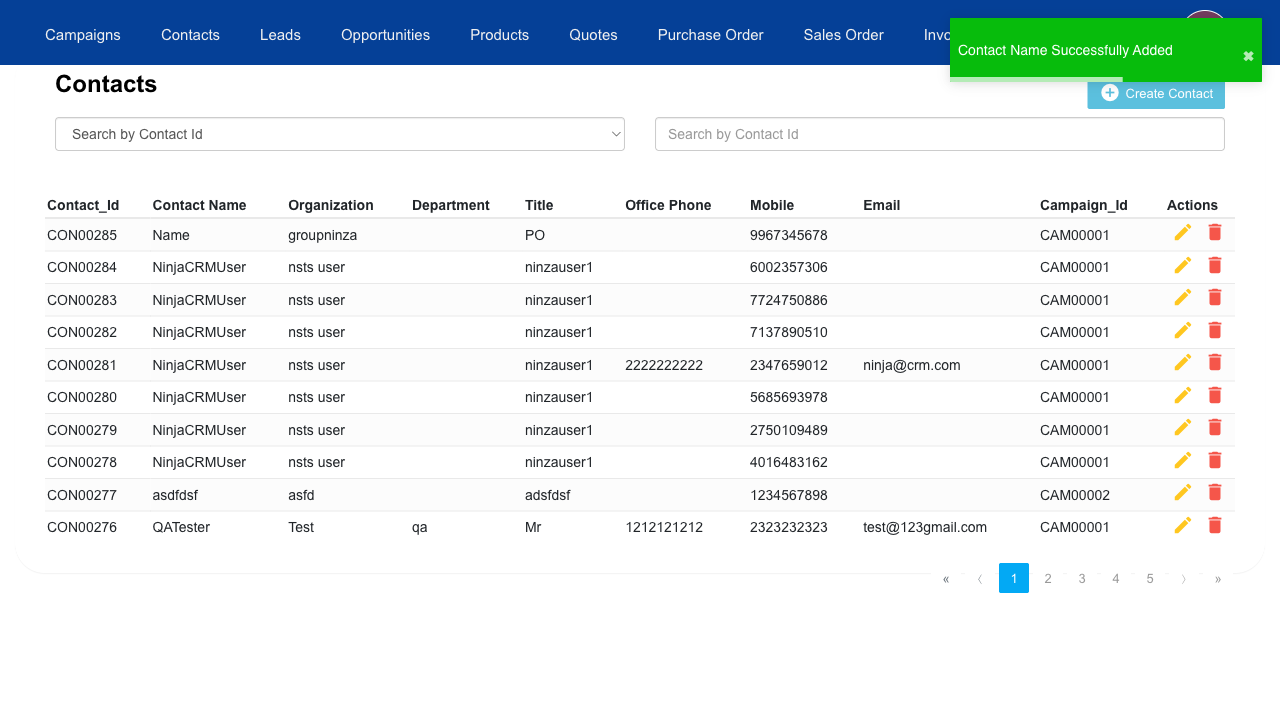 Campaigns Contacts Leads Opportunities Products Quotes Purchase Order Sales Order
Contact Name Successfully Added ✖
Contacts
Create Contact
Search by Contact Id Search by Contact Id
Contact_Id Contact Name Organization Department Title Office Phone Mobile Email Campaign_Id Actions
CON00285 Name groupninza PO 9967345678 CAM00001
CON00284 NinjaCRMUser nsts user ninzauser1 6002357306 CAM00001
CON00283 NinjaCRMUser nsts user ninzauser1 7724750886 CAM00001
CON00282 NinjaCRMUser nsts user ninzauser1 7137890510 CAM00001
CON00281 NinjaCRMUser nsts user ninzauser1 2222222222 2347659012 ninja@crm.com CAM00001
CON00280 NinjaCRMUser nsts user ninzauser1 5685693978 CAM00001
CON00279 NinjaCRMUser nsts user ninzauser1 2750109489 CAM00001
CON00278 NinjaCRMUser nsts user ninzauser1 4016483162 CAM00001
CON00277 asdfdsf asfd adsfdsf 1234567898 CAM00002
CON00276 QATester Test qa Mr 1212121212 2323232323 test@123gmail.com CAM00001
« ⟨ 1 2 3 4 5 ⟩ »